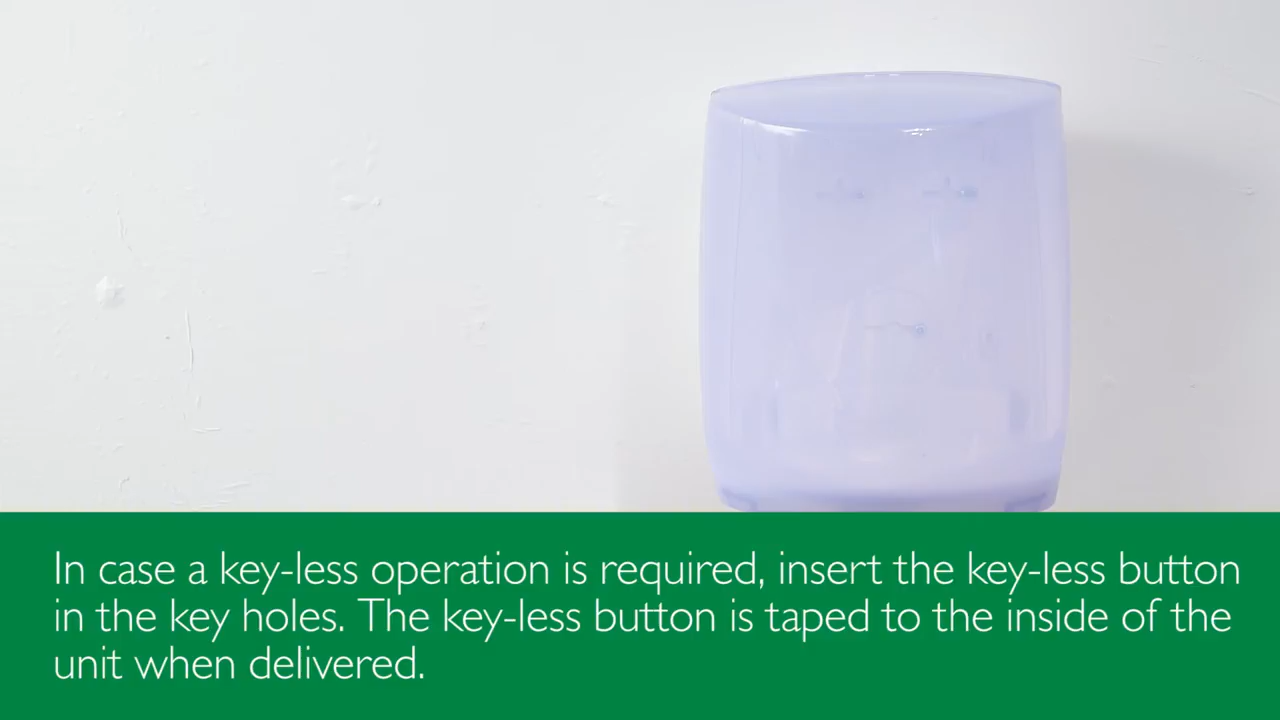 In case a key-less operation is required, insert the key-less button
in the key holes. The key-less button is taped to the inside of the
unit when delivered.